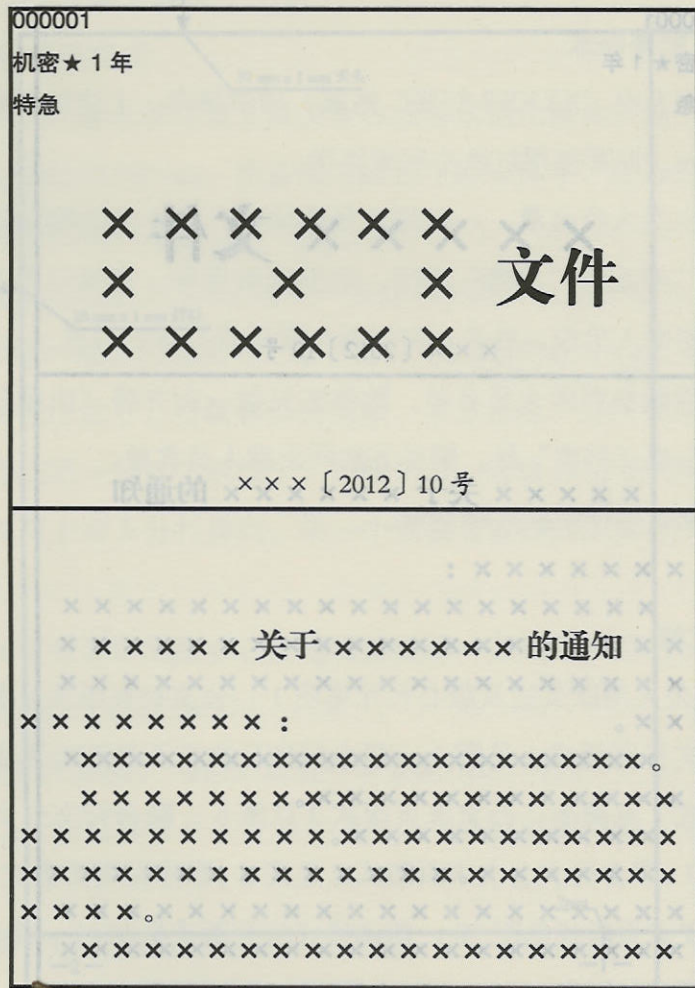 000001
机密★1年
特急
××××××
× × × 文件
××××××
×××〔2012〕10号
×××××关于××××××的通知
××××××××：
××××××××××××××××××。
×××××××××××××××××××
×××××××××××××××××××××
×××××××××××××××××××××
××××。
×××××××××××××××××××